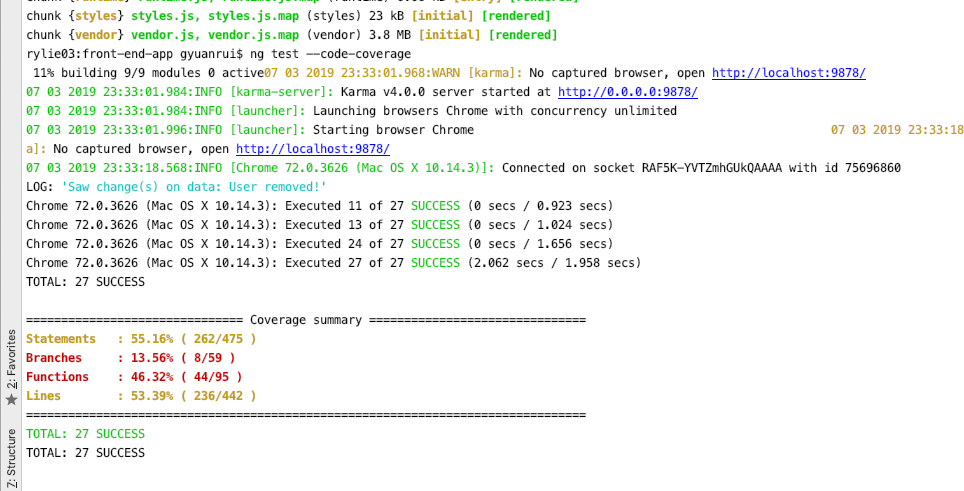 chunk {styles} styles.js, styles.js.map (styles) 23 kB [initial] [rendered]
chunk {vendor} vendor.js, vendor.js.map (vendor) 3.8 MB [initial] [rendered]
rylie03:front-end-app gyuanrui$ ng test --code-coverage
 11% building 9/9 modules 0 active07 03 2019 23:33:01.968:WARN [karma]: No captured browser, open http://localhost:9878/
07 03 2019 23:33:01.984:INFO [karma-server]: Karma v4.0.0 server started at http://0.0.0.0:9878/
07 03 2019 23:33:01.984:INFO [launcher]: Launching browsers Chrome with concurrency unlimited
07 03 2019 23:33:01.996:INFO [launcher]: Starting browser Chrome 07 03 2019 23:33:18
a]: No captured browser, open http://localhost:9878/
07 03 2019 23:33:18.568:INFO [Chrome 72.0.3626 (Mac OS X 10.14.3)]: Connected on socket RAF5K-YVTZmhGUkQAAAA with id 75696860
LOG: 'Saw change(s) on data: User removed!'
Chrome 72.0.3626 (Mac OS X 10.14.3): Executed 11 of 27 SUCCESS (0 secs / 0.923 secs)
Chrome 72.0.3626 (Mac OS X 10.14.3): Executed 13 of 27 SUCCESS (0 secs / 1.024 secs)
Chrome 72.0.3626 (Mac OS X 10.14.3): Executed 24 of 27 SUCCESS (0 secs / 1.656 secs)
Chrome 72.0.3626 (Mac OS X 10.14.3): Executed 27 of 27 SUCCESS (2.062 secs / 1.958 secs)
TOTAL: 27 SUCCESS
=============================== Coverage summary ===============================
Statements   : 55.16% ( 262/475 )
Branches     : 13.56% ( 8/59 )
Functions    : 46.32% ( 44/95 )
Lines        : 53.39% ( 236/442 )
================================================================================
TOTAL: 27 SUCCESS
TOTAL: 27 SUCCESS
2: Favorites
7: Structure